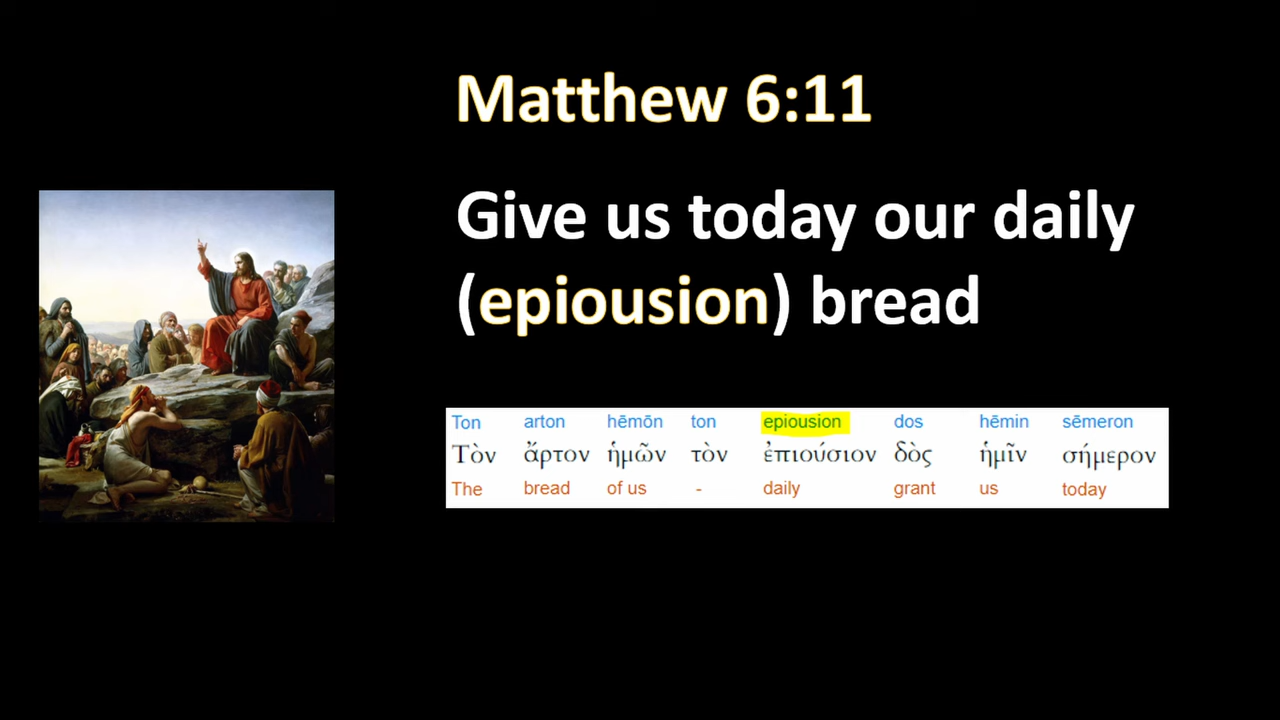 Matthew 6:11
Give us today our daily
(epiousion) bread
Ton arton hēmōn ton epiousion dos hēmin sēmeron
Τὸν ἄρτον ἡμῶν τὸν ἐπιούσιον δὸς ἡμῖν σήμερον
The bread of us - daily grant us today